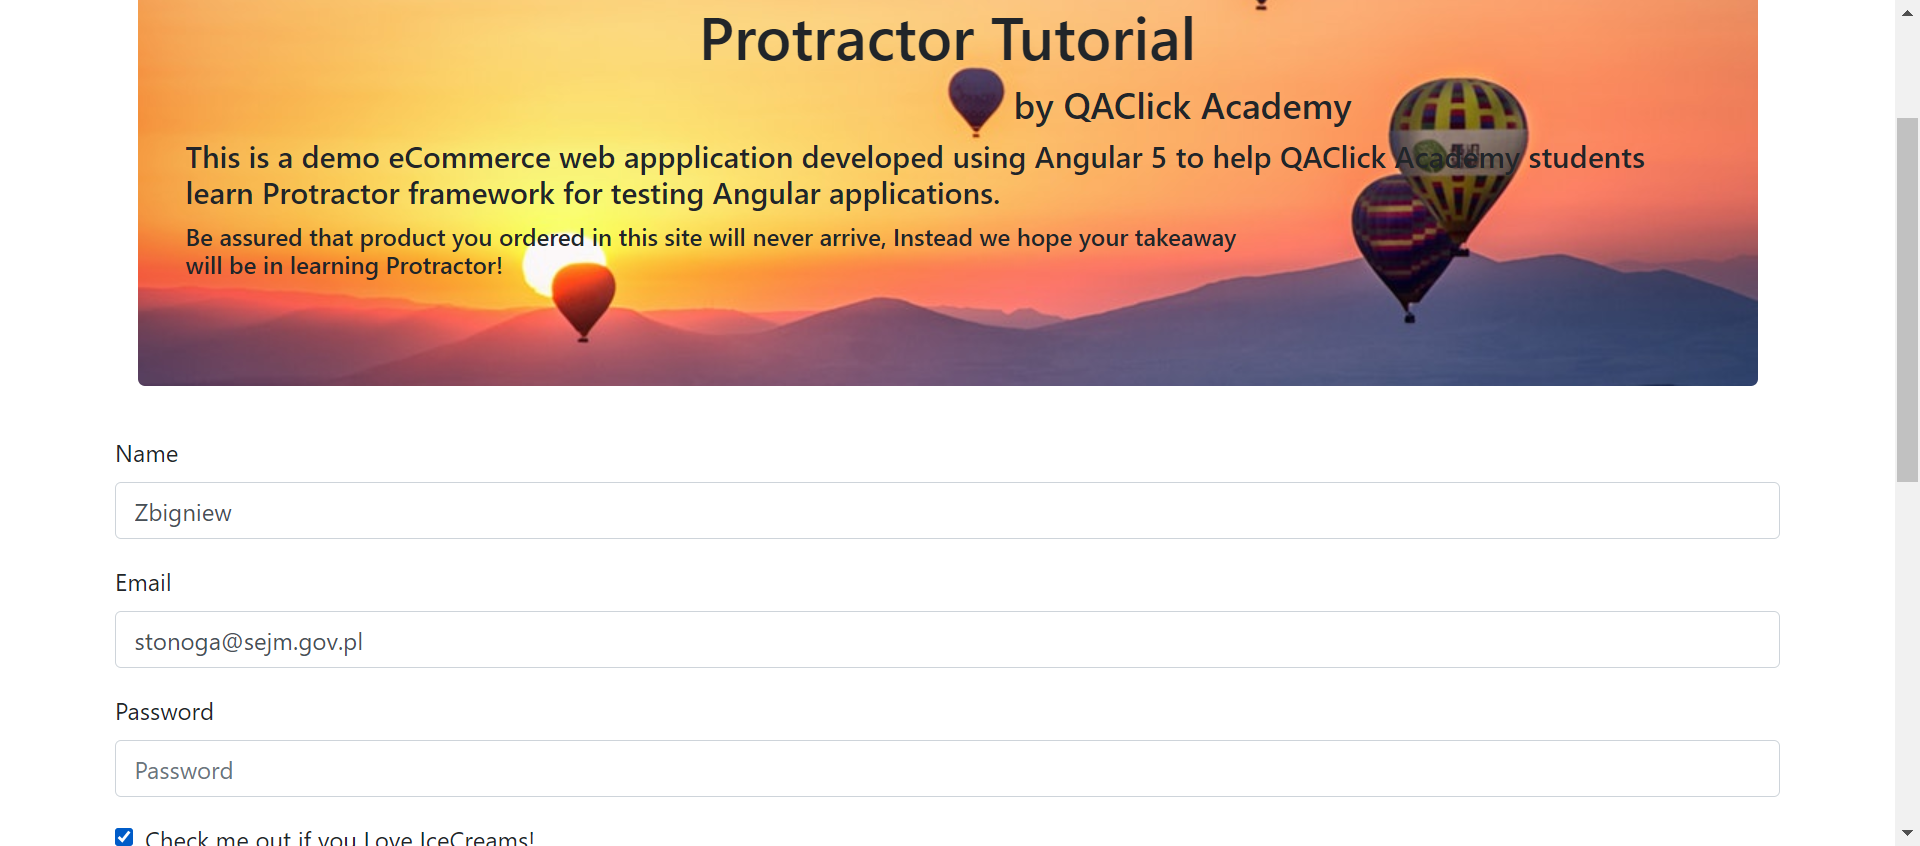 Protractor Tutorial
by QAClick Academy
This is a demo eCommerce web appplication developed using Angular 5 to help QAClick Academy students
learn Protractor framework for testing Angular applications.
Be assured that product you ordered in this site will never arrive, Instead we hope your takeaway
will be in learning Protractor!
Name
Zbigniew
Email
stonoga@sejm.gov.pl
Password
Password
Check me out if you Love IceCreams!